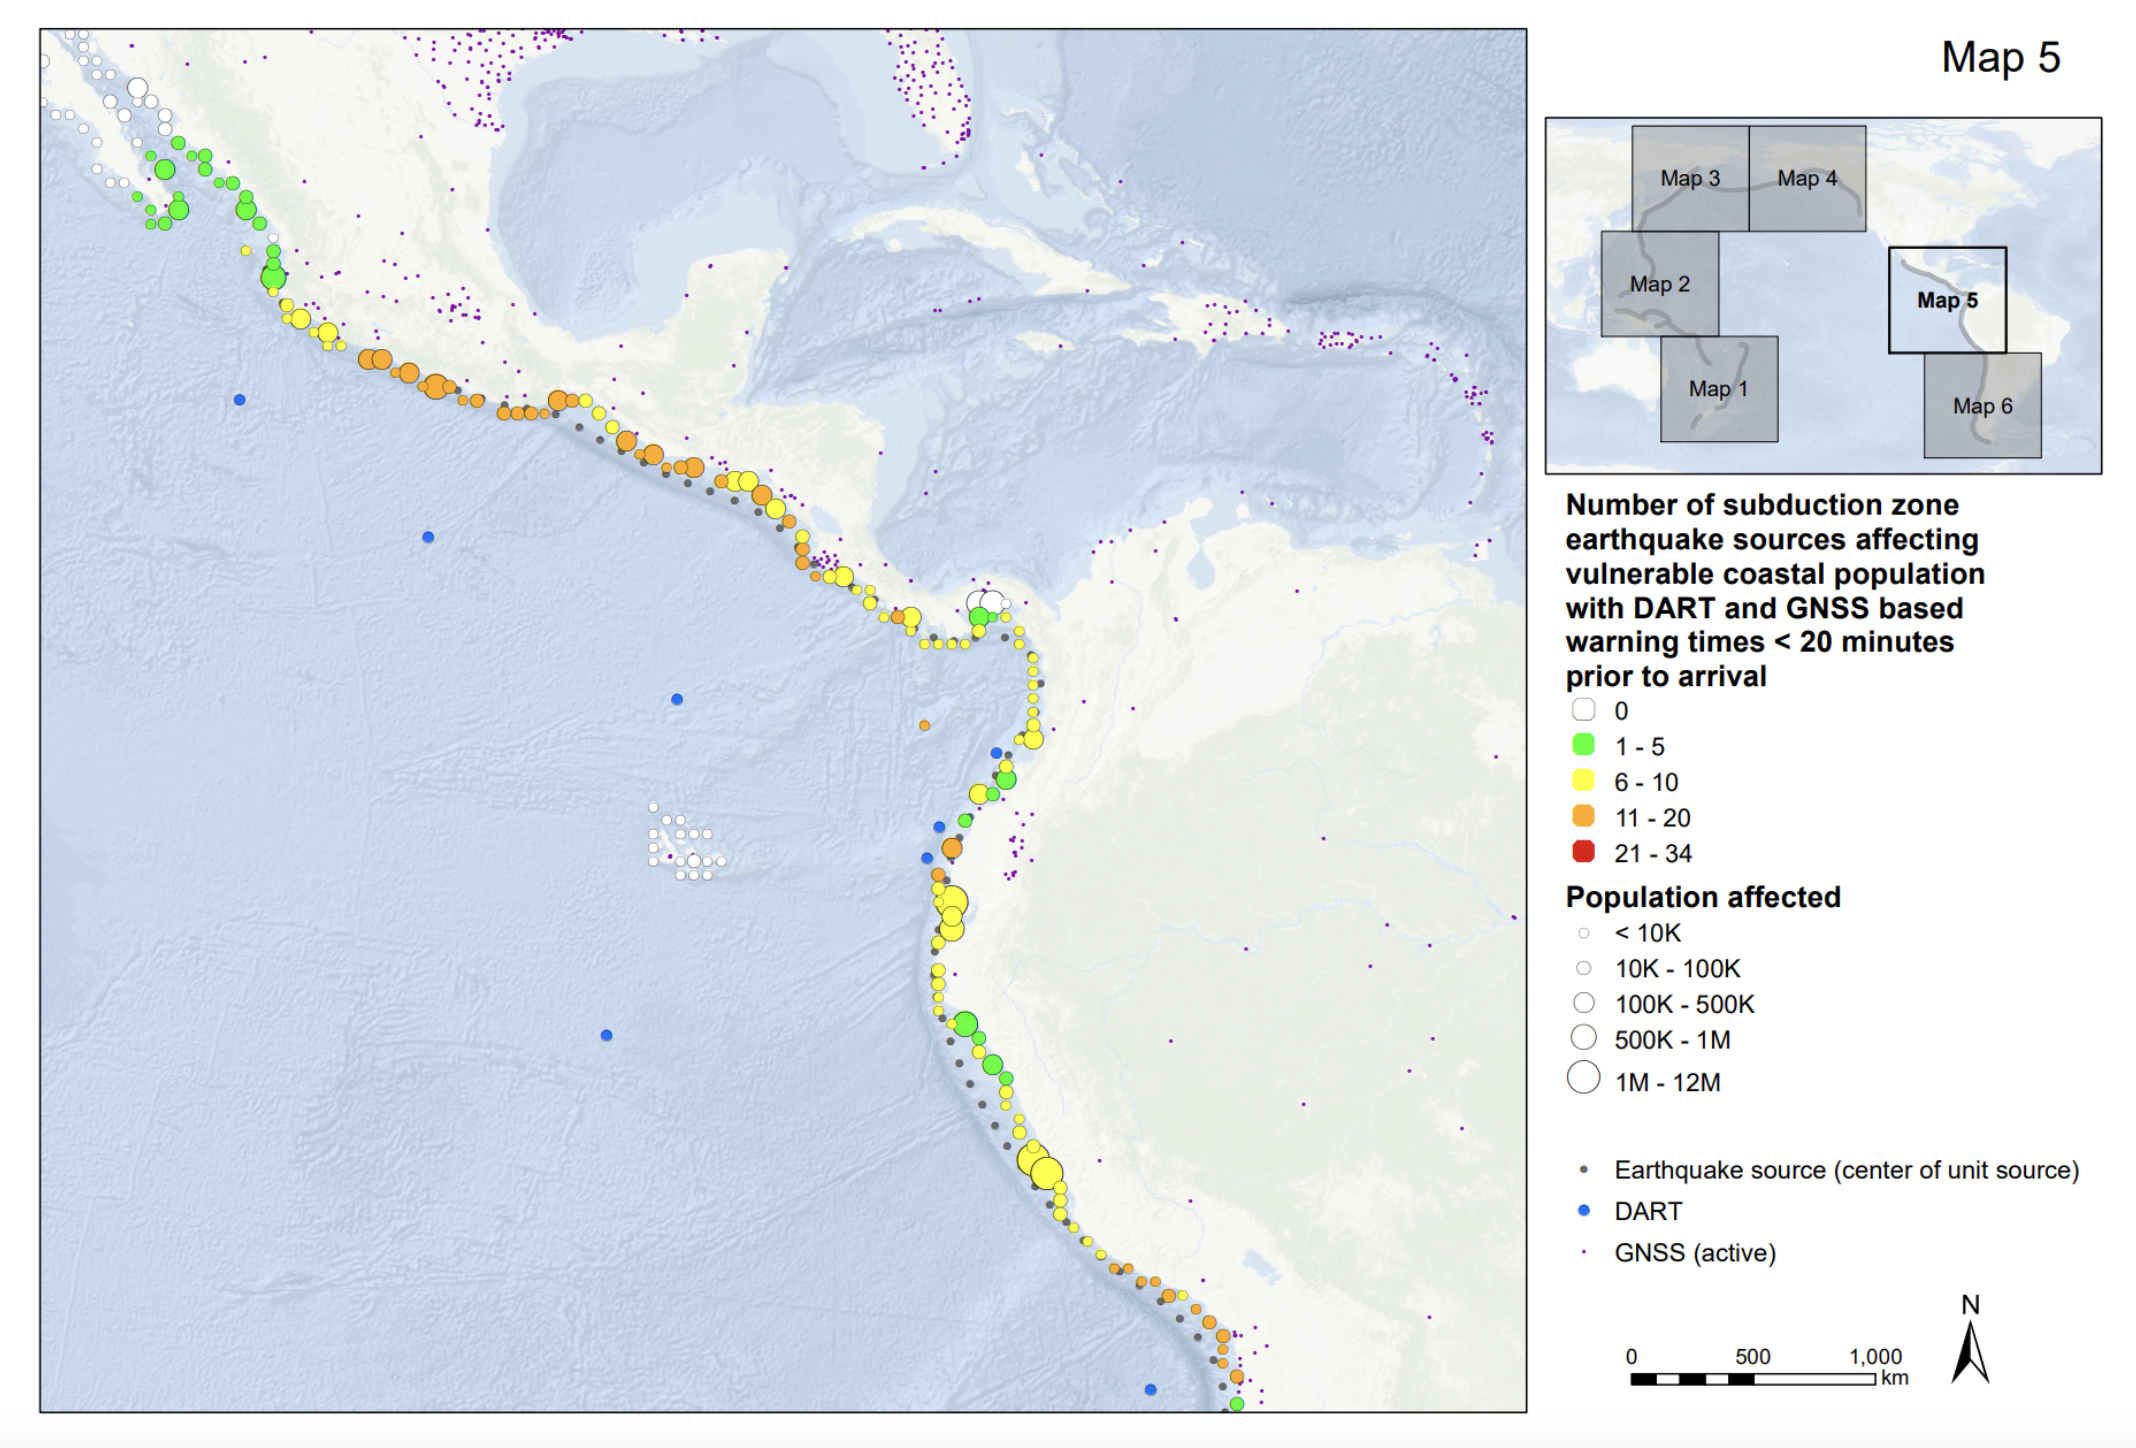 Map 5
Map 3
Map 4
Map 2
Map 5
Map 1
Map 6
Number of subduction zone
earthquake sources affecting
vulnerable coastal population
with DART and GNSS based
warning times < 20 minutes
prior to arrival
0
1 - 5
6 - 10
11 - 20
21 - 34
Population affected
< 10K
10K - 100K
100K - 500K
500K - 1M
1M - 12M
Earthquake source (center of unit source)
DART
GNSS (active)
N
0 500 1,000
km